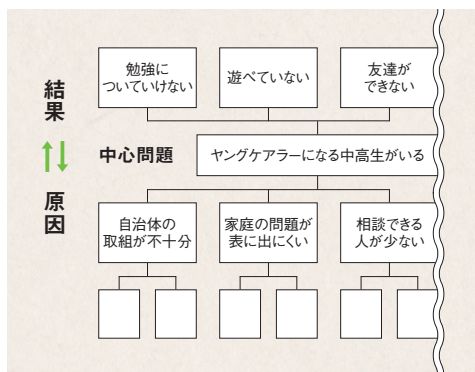 勉強に
ついていけない
遊べていない
友達が
できない
結果
中心問題
ヤングケアラーになる中高生がいる
原因
自治体の
取組が不十分
家庭の問題が
表に出にくい
相談できる
人が少ない